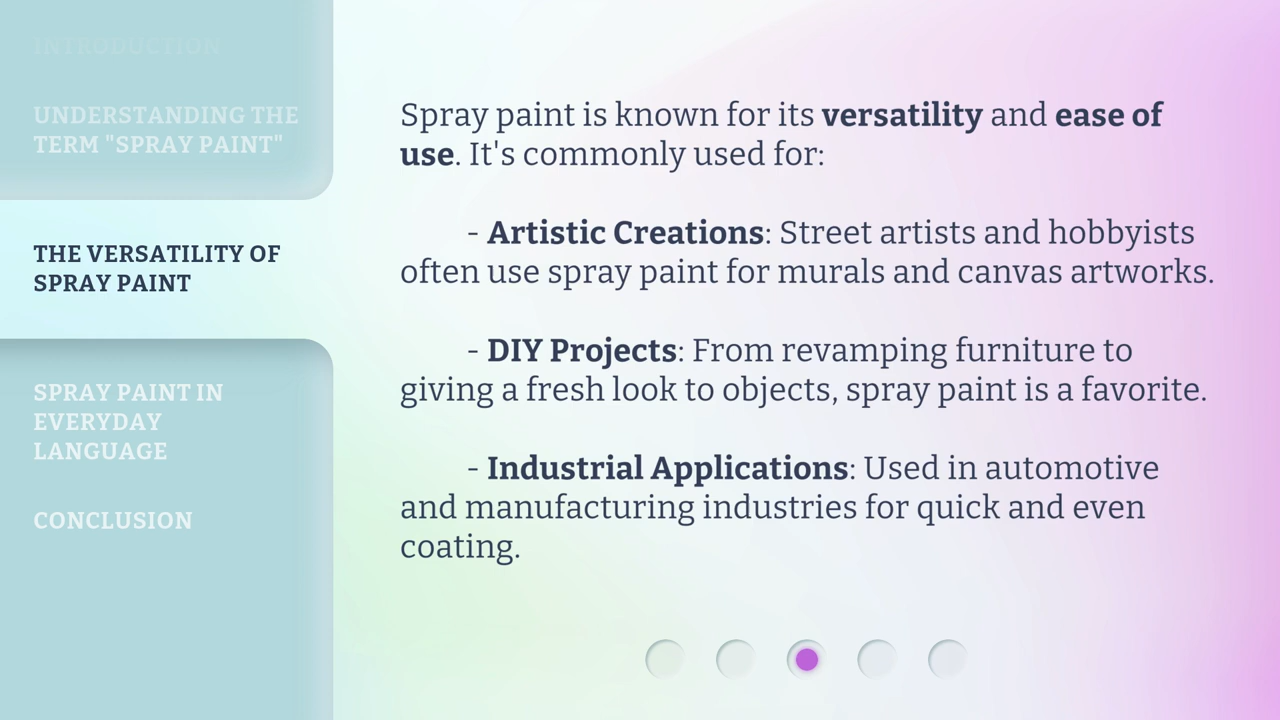 INTRODUCTION
UNDERSTANDING THE
TERM "SPRAY PAINT"
THE VERSATILITY OF
SPRAY PAINT
SPRAY PAINT IN
EVERYDAY
LANGUAGE
CONCLUSION
Spray paint is known for its versatility and ease of
use. It's commonly used for:
- Artistic Creations: Street artists and hobbyists
often use spray paint for murals and canvas artworks.
- DIY Projects: From revamping furniture to
giving a fresh look to objects, spray paint is a favorite.
- Industrial Applications: Used in automotive
and manufacturing industries for quick and even
coating.